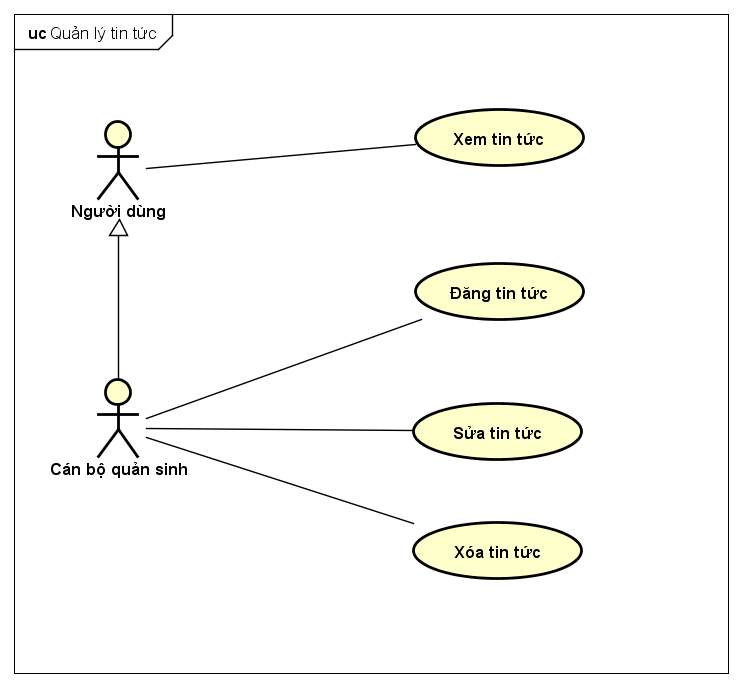 uc Quản lý tin tức
Xem tin tức
Người dùng
Đăng tin tức
Sửa tin tức
Cán bộ quản sinh
Xóa tin tức